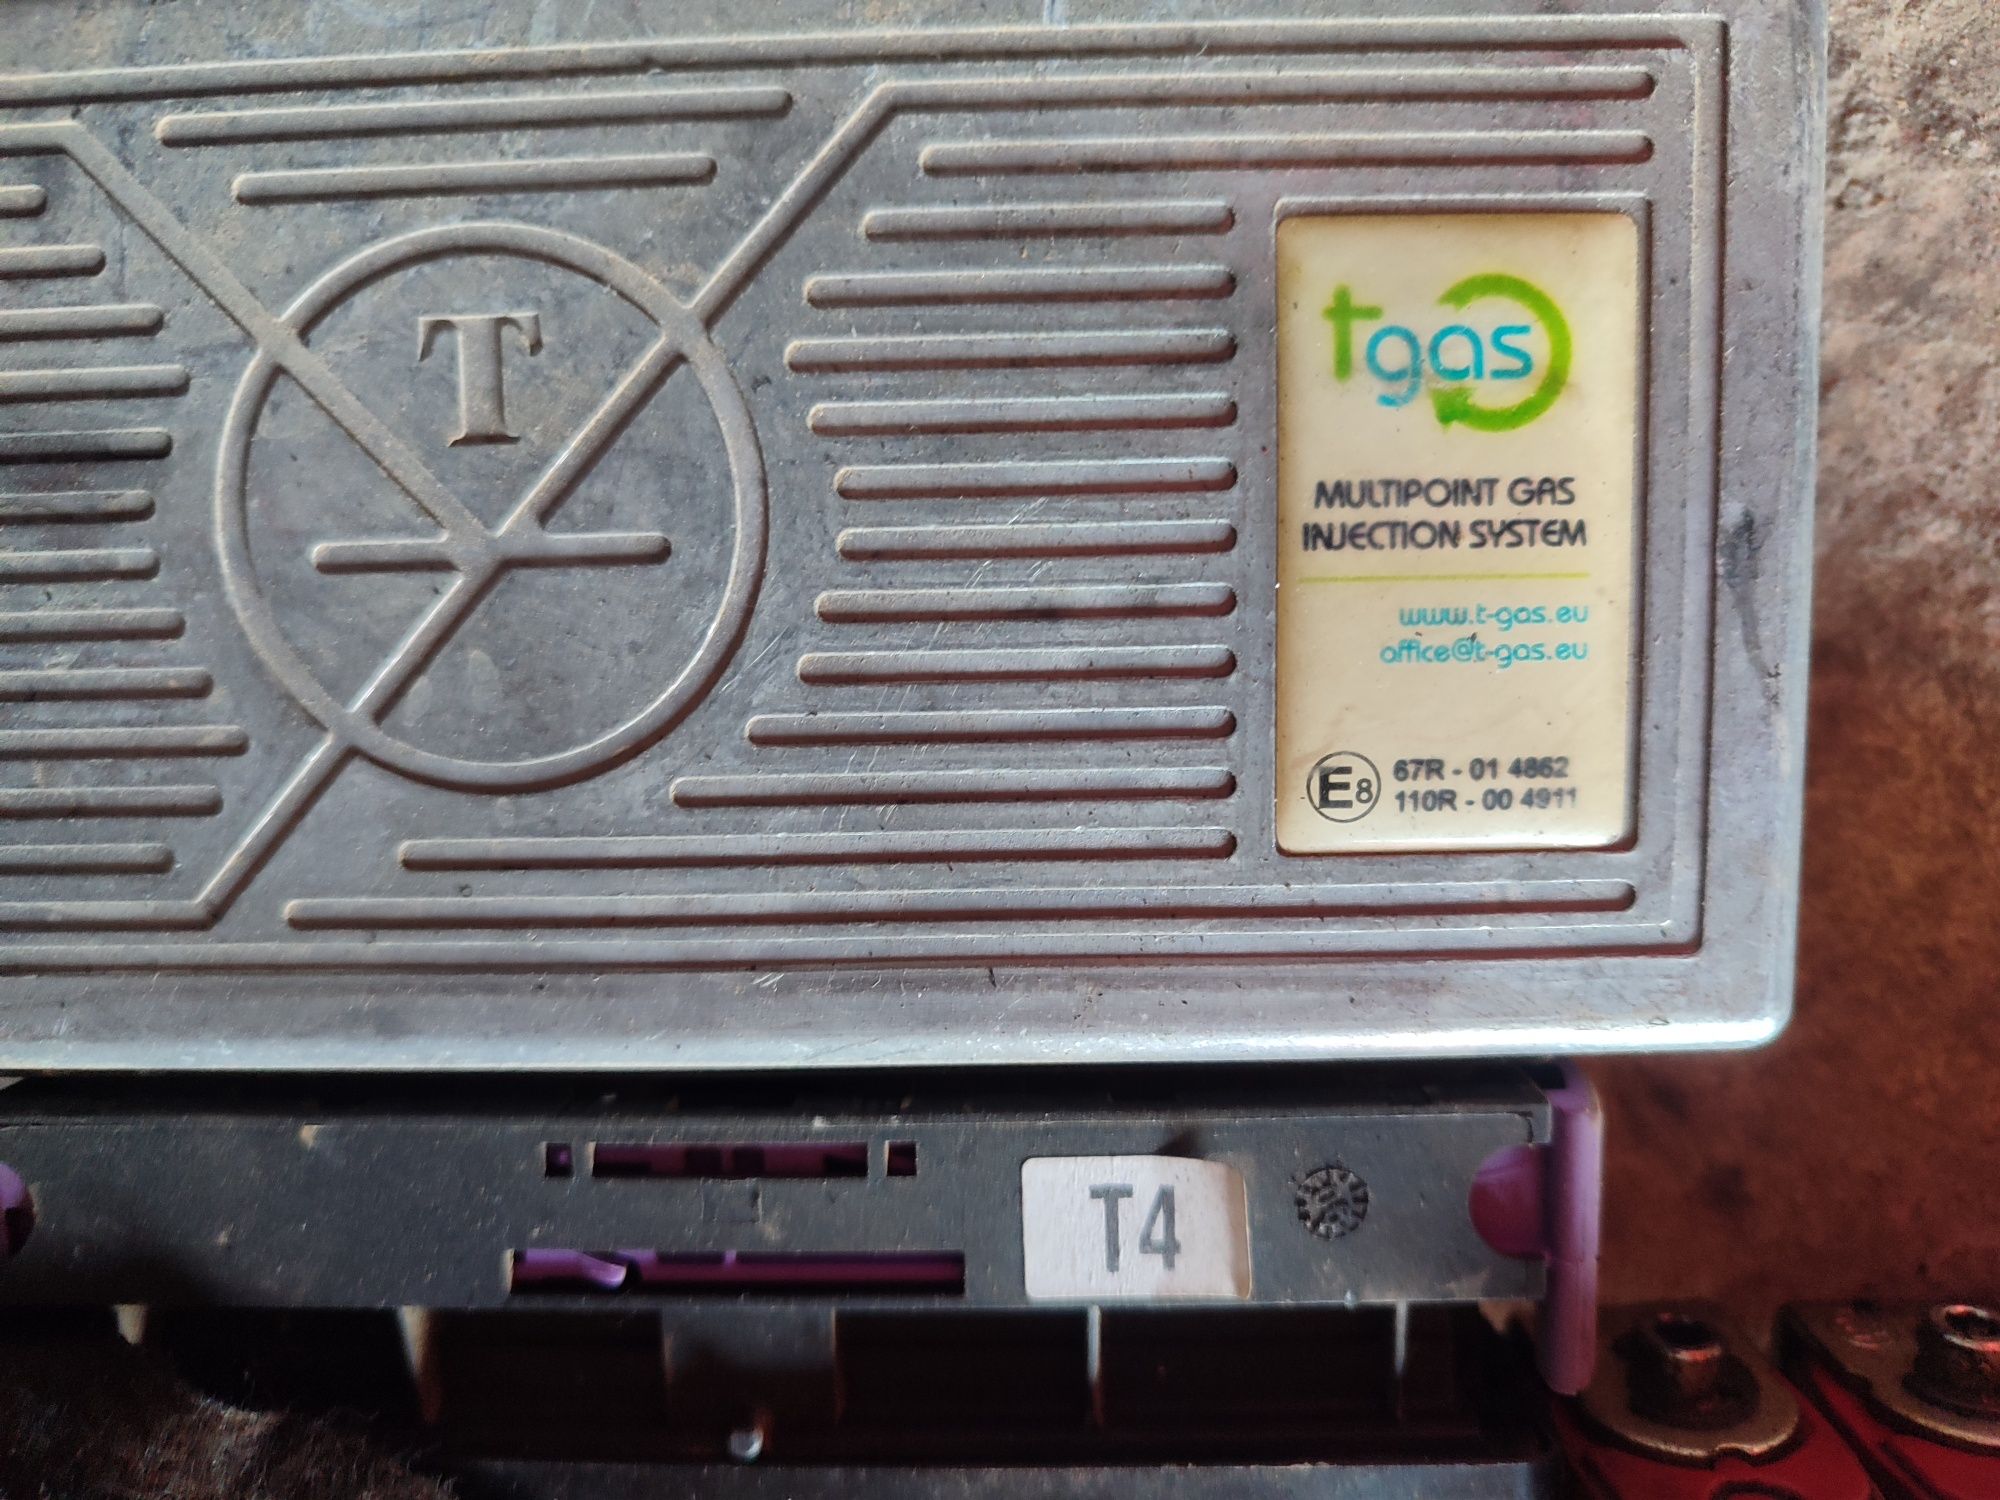 T
tgas
MULTIPOINT GAS
INJECTION SYSTEM
www.t-gas.eu
office@t-gas.eu
E8 67R - 01 4862
110R - 00 4911
T4